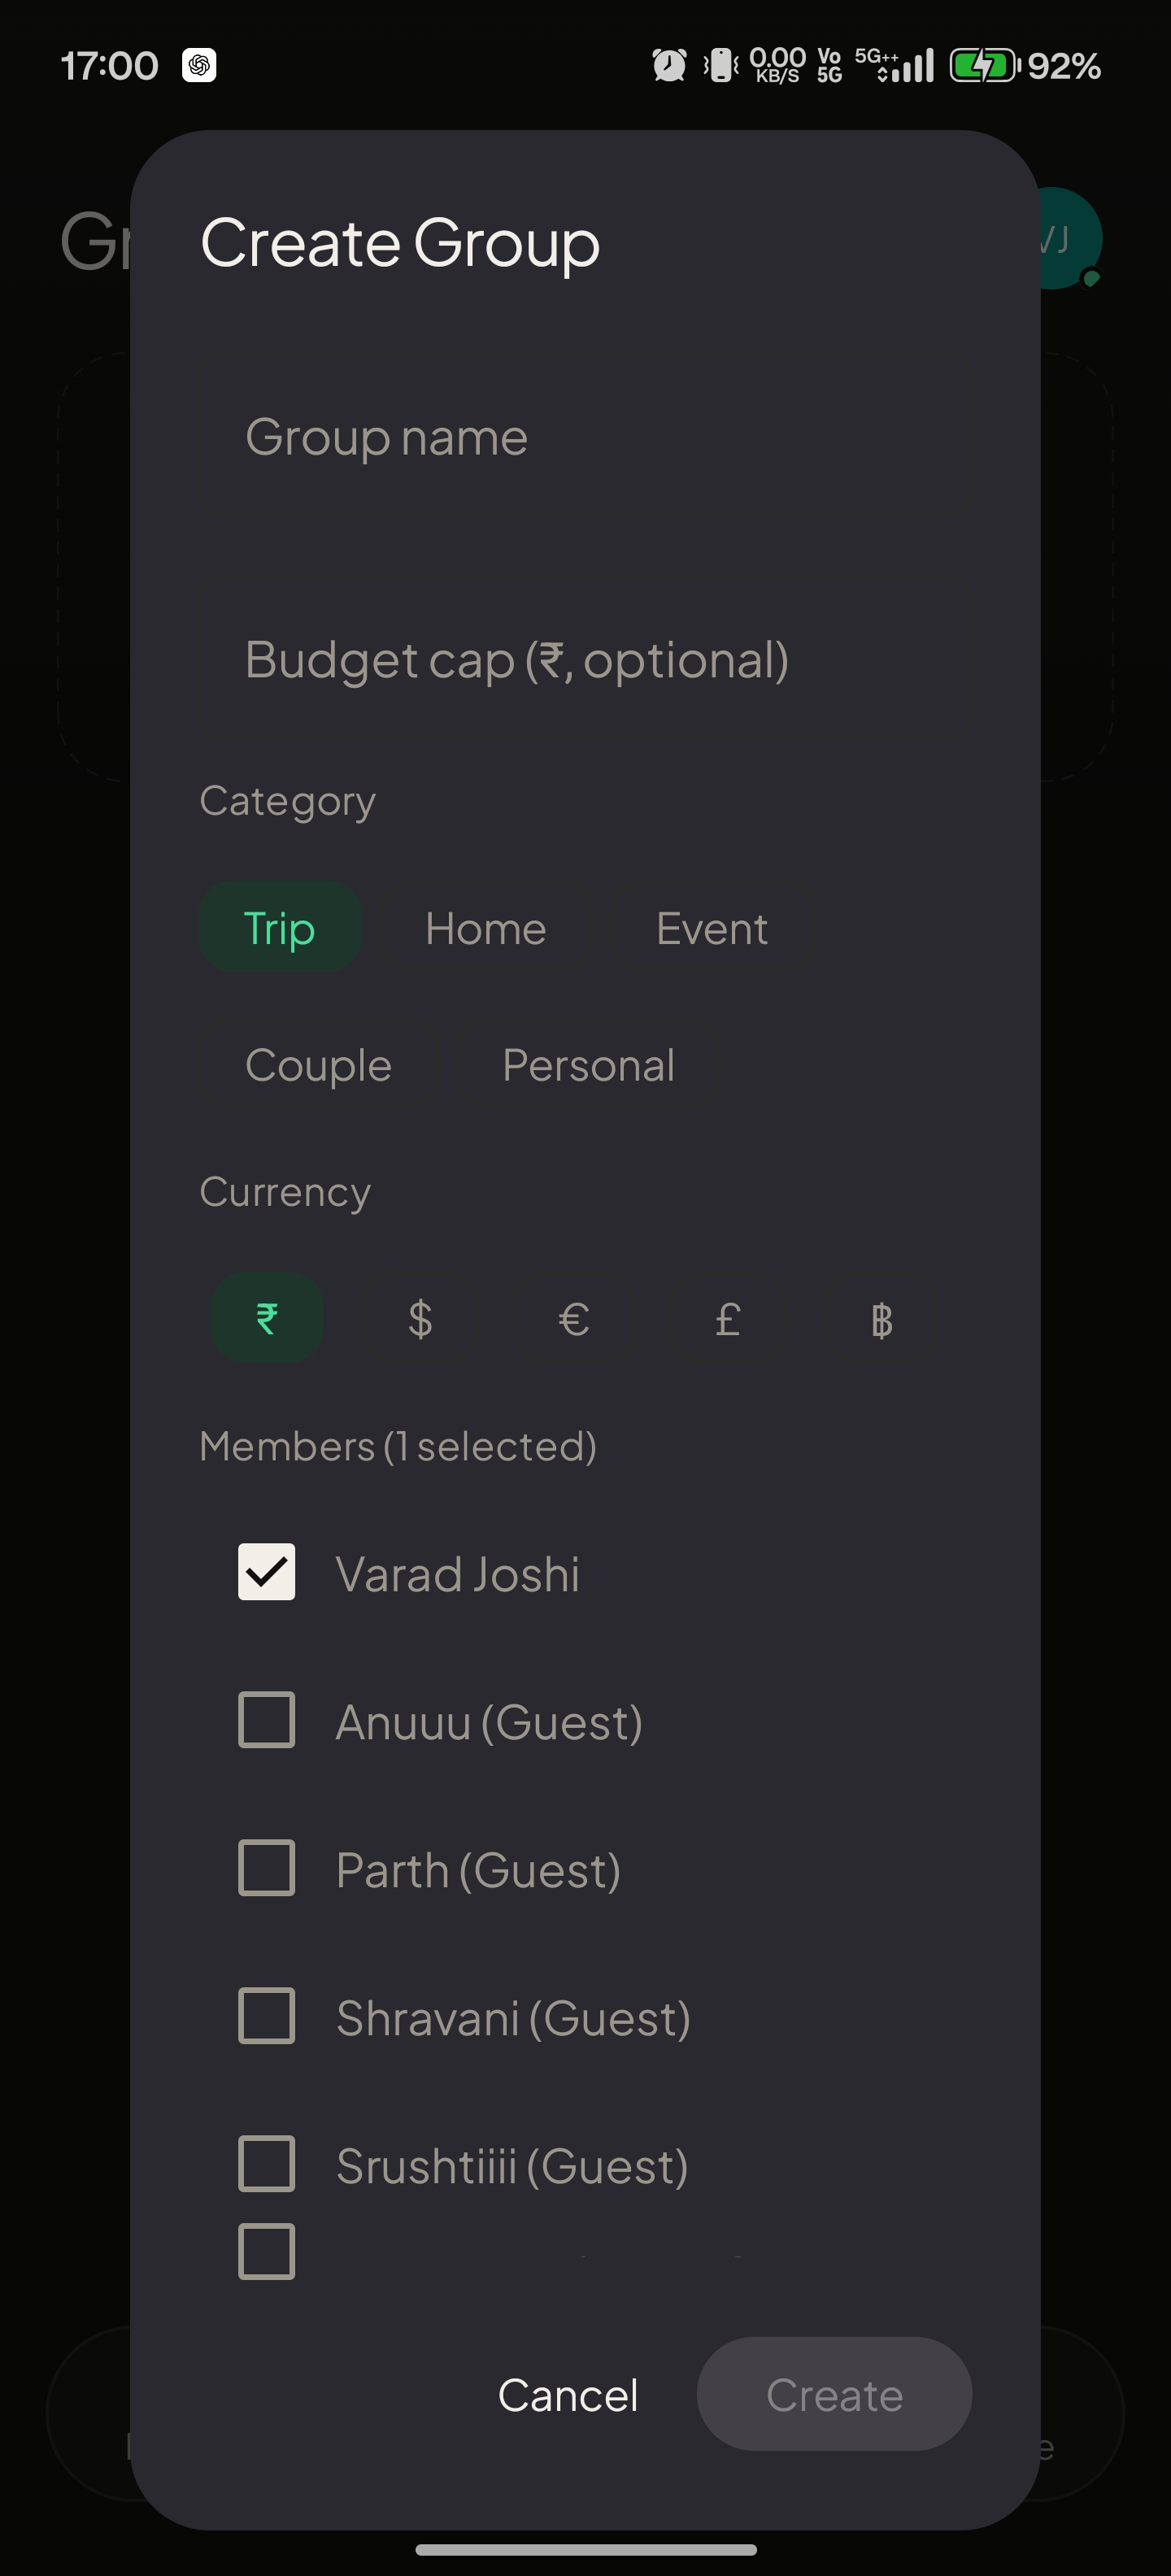 17:00 0.00 KB/S Vo 5G 5G++ 92%
Gr VJ
Create Group
Group name
Budget cap (₹, optional)
Category
Trip Home Event
Couple Personal
Currency
₹ $ € £ ฿
Members (1 selected)
Varad Joshi
Anuuu (Guest)
Parth (Guest)
Shravani (Guest)
Srushtiiii (Guest)
Cancel Create
e